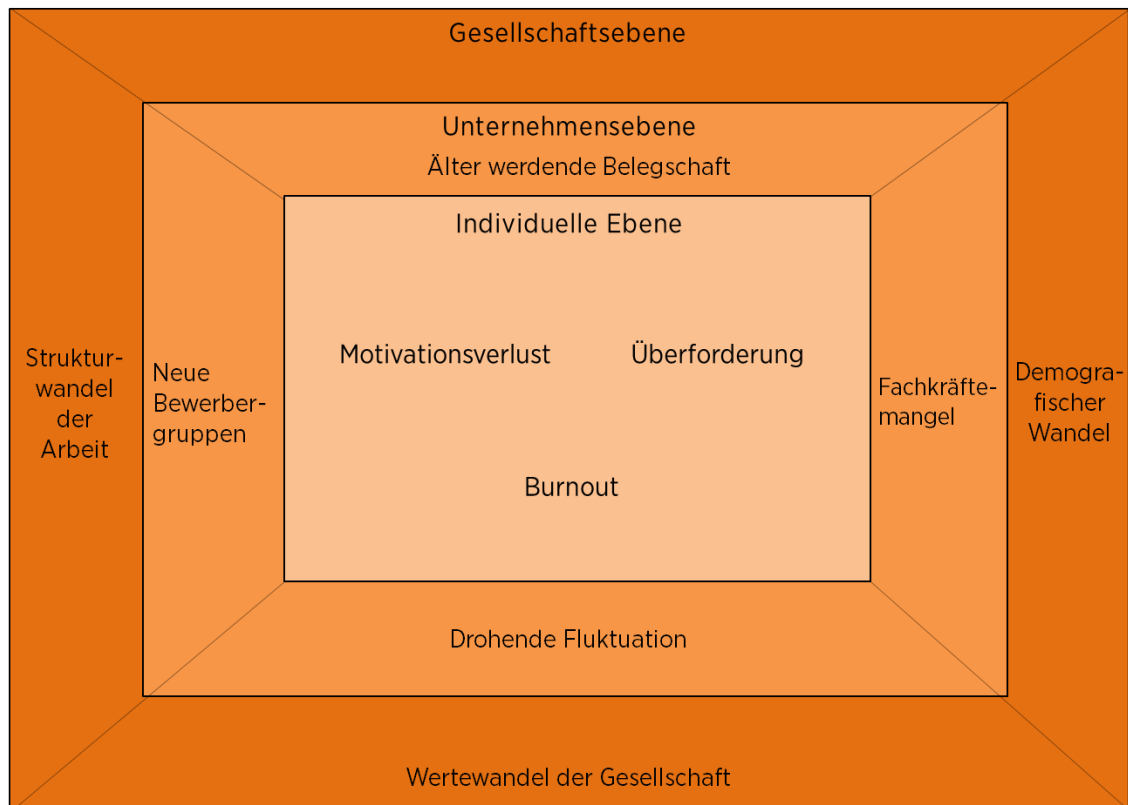 Gesellschaftsebene
Unternehmensebene
Älter werdende Belegschaft
Individuelle Ebene
Struktur-
wandel
der
Arbeit
Neue
Bewerber-
gruppen
Motivationsverlust
Überforderung
Burnout
Fachkräfte-
mangel
Demogra-
fischer
Wandel
Drohende Fluktuation
Wertewandel der Gesellschaft